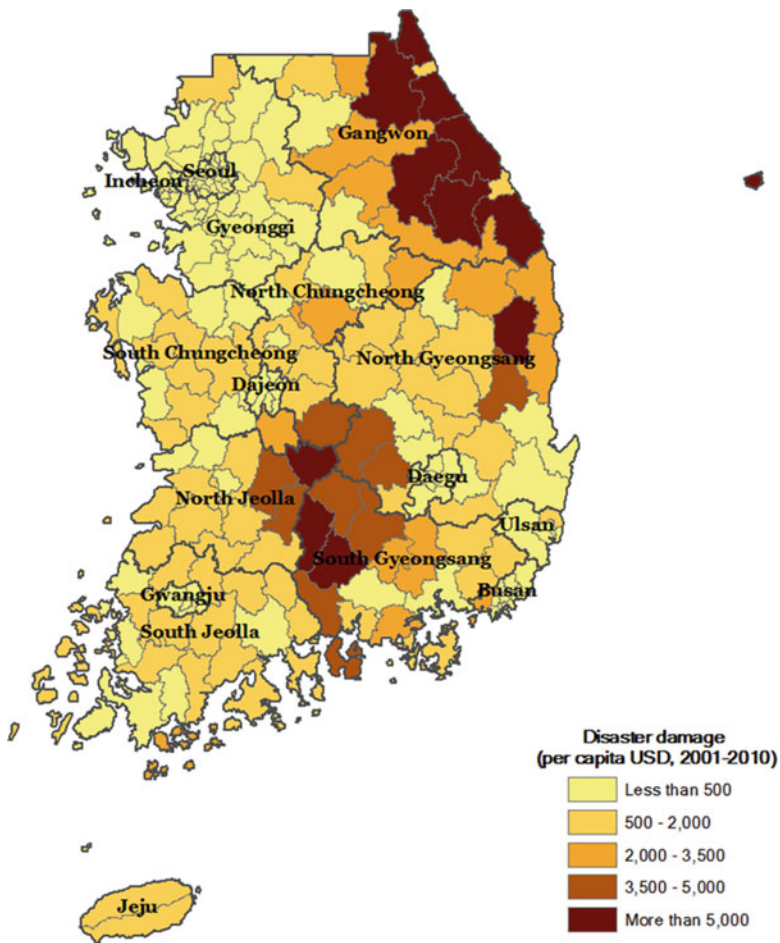 Gangwon
Seoul
Incheon
Gyeonggi
North Chungcheong
South Chungcheong
North Gyeongsang
Dajeon
Daegu
North Jeolla
Ulsan
South Gyeongsang
Busan
Gwangju
South Jeolla
Jeju
Disaster damage
(per capita USD, 2001-2010)
Less than 500
500 - 2,000
2,000 - 3,500
3,500 - 5,000
More than 5,000